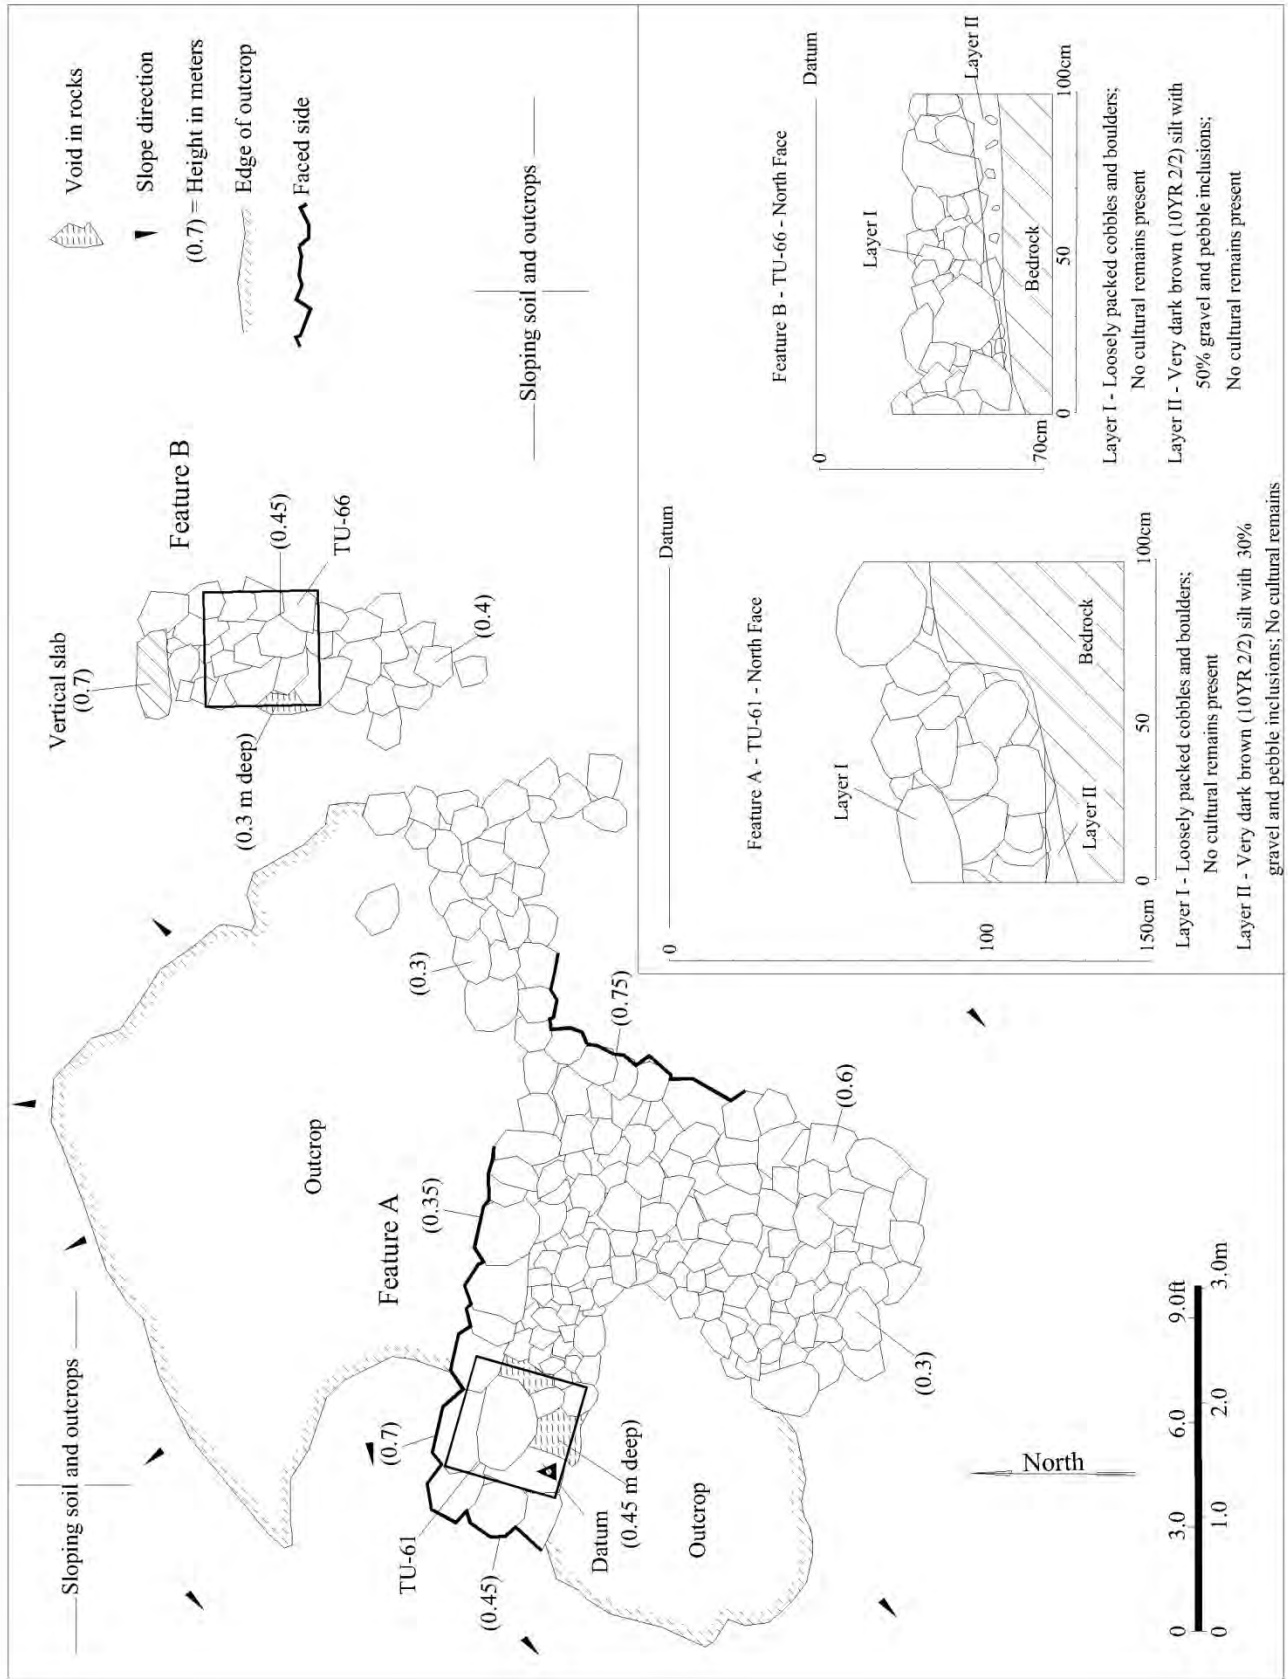 Void in rocks
Slope direction
(0.7) = Height in meters
Edge of outcrop
Faced side
Sloping soil and outcrops
Feature B
Vertical slab
(0.7)
(0.45)
TU-66
(0.3 m deep)
(0.4)
Sloping soil and outcrops
Outcrop
Feature A
(0.35)
(0.3)
(0.75)
(0.6)
(0.3)
(0.7)
TU-61
(0.45)
Datum
(0.45 m deep)
Outcrop
North
0 3.0 6.0 9.0ft
0 1.0 2.0 3.0m
Feature A - TU-61 - North Face
0
Datum
100
150cm
Layer I
Layer II
Bedrock
0 50 100cm
Layer I - Loosely packed cobbles and boulders;
No cultural remains present
Layer II - Very dark brown (10YR 2/2) silt with 30%
gravel and pebble inclusions; No cultural remains
Feature B - TU-66 - North Face
0
Datum
70cm
Layer I
Layer II
Bedrock
0 50 100cm
Layer I - Loosely packed cobbles and boulders;
No cultural remains present
Layer II - Very dark brown (10YR 2/2) silt with
50% gravel and pebble inclusions;
No cultural remains present